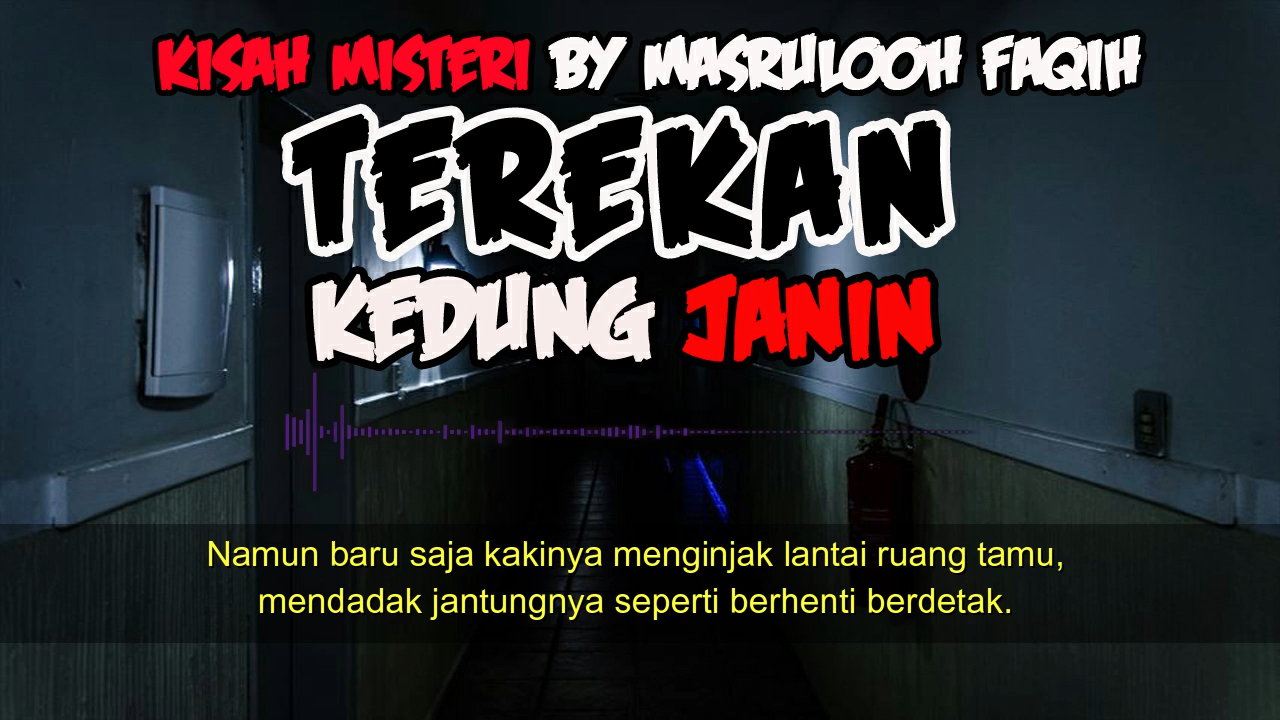 KISAH MISTERI BY MASRULOOH FAQIH
TEREKAN
KEDUNG JANIN
Namun baru saja kakinya menginjak lantai ruang tamu,
mendadak jantungnya seperti berhenti berdetak.